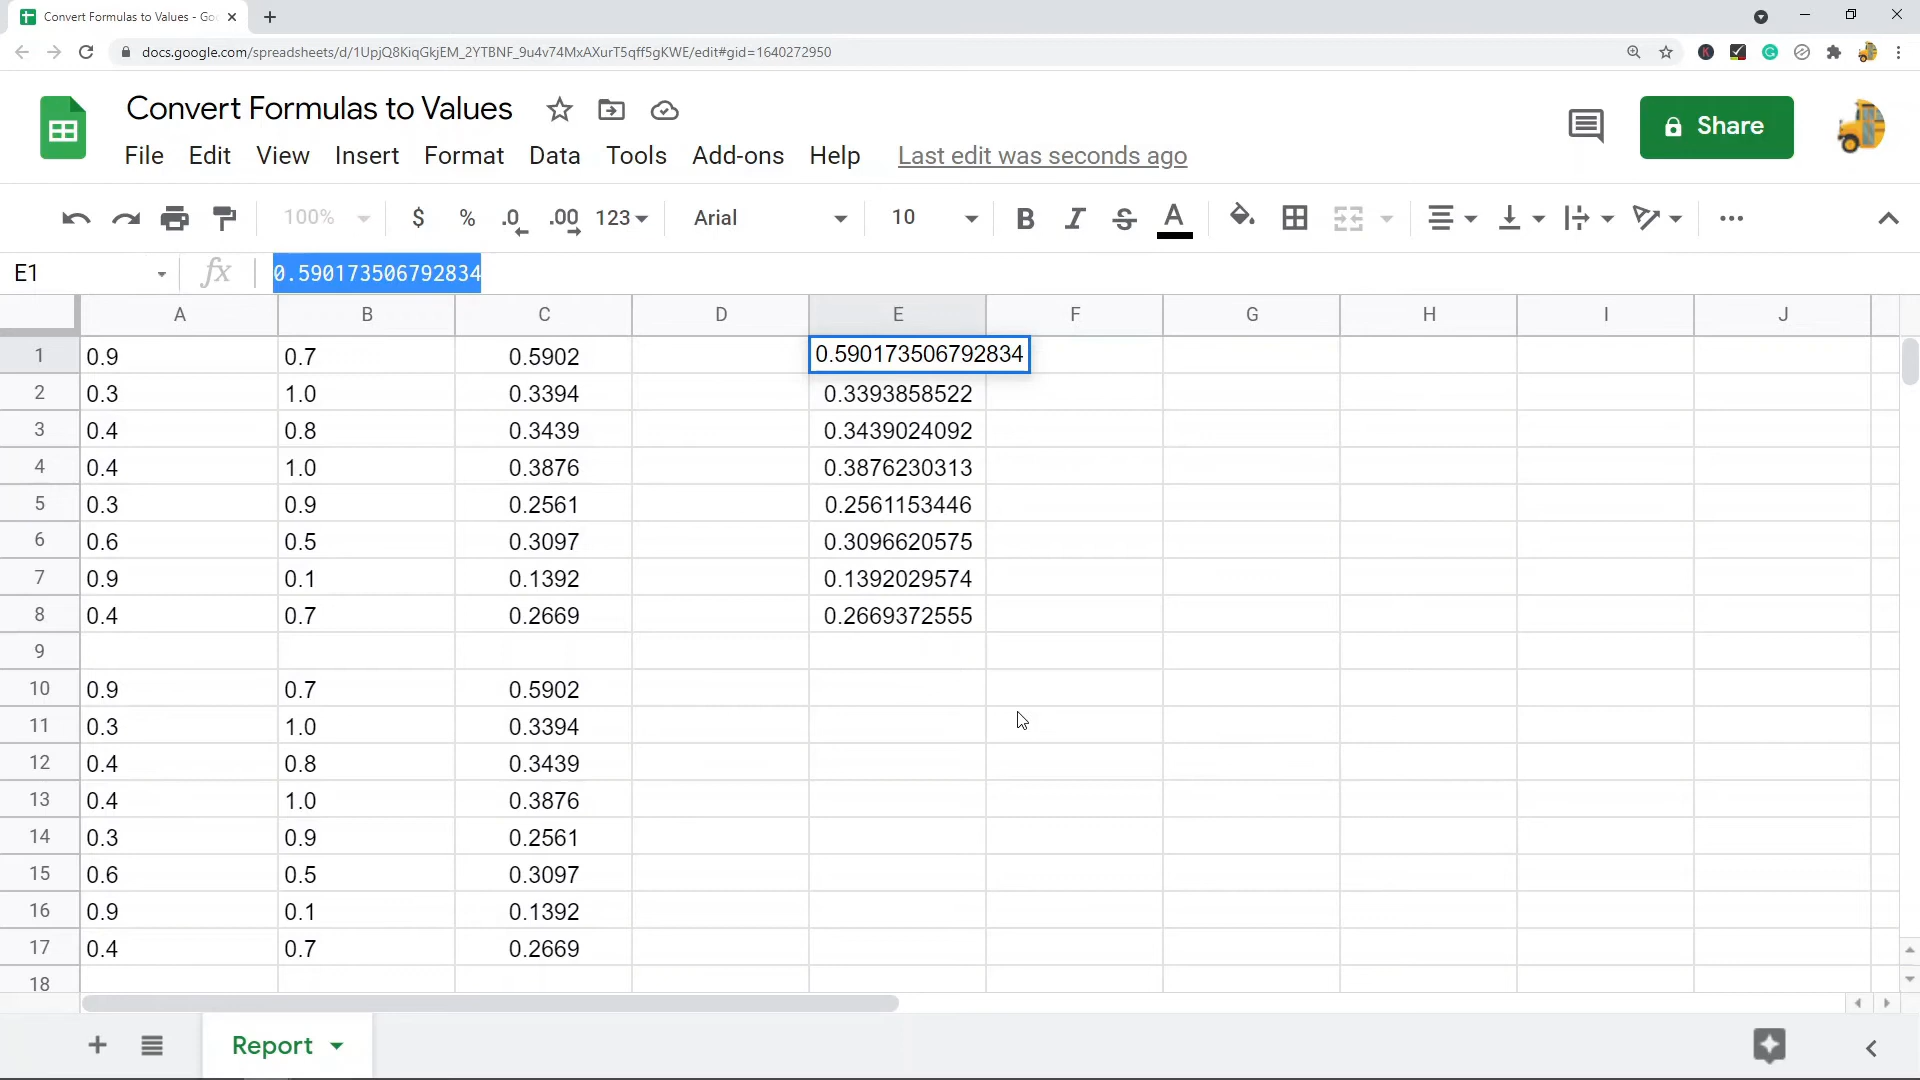 Convert Formulas to Values - Goo
docs.google.com/spreadsheets/d/1UpjQ8KiqGkjEM_2YTBNF_9u4v74MxAXurT5qff5gKWE/edit#gid=1640272950
Convert Formulas to Values
Share
File Edit View Insert Format Data Tools Add-ons Help Last edit was seconds ago
100% $ % .0 .00 123 Arial 10 B I S A
E1 fx 0.590173506792834
A B C D E F G H I J
1 0.9 0.7 0.5902 0.590173506792834
2 0.3 1.0 0.3394 0.3393858522
3 0.4 0.8 0.3439 0.3439024092
4 0.4 1.0 0.3876 0.3876230313
5 0.3 0.9 0.2561 0.2561153446
6 0.6 0.5 0.3097 0.3096620575
7 0.9 0.1 0.1392 0.1392029574
8 0.4 0.7 0.2669 0.2669372555
9
10 0.9 0.7 0.5902
11 0.3 1.0 0.3394
12 0.4 0.8 0.3439
13 0.4 1.0 0.3876
14 0.3 0.9 0.2561
15 0.6 0.5 0.3097
16 0.9 0.1 0.1392
17 0.4 0.7 0.2669
18
Report